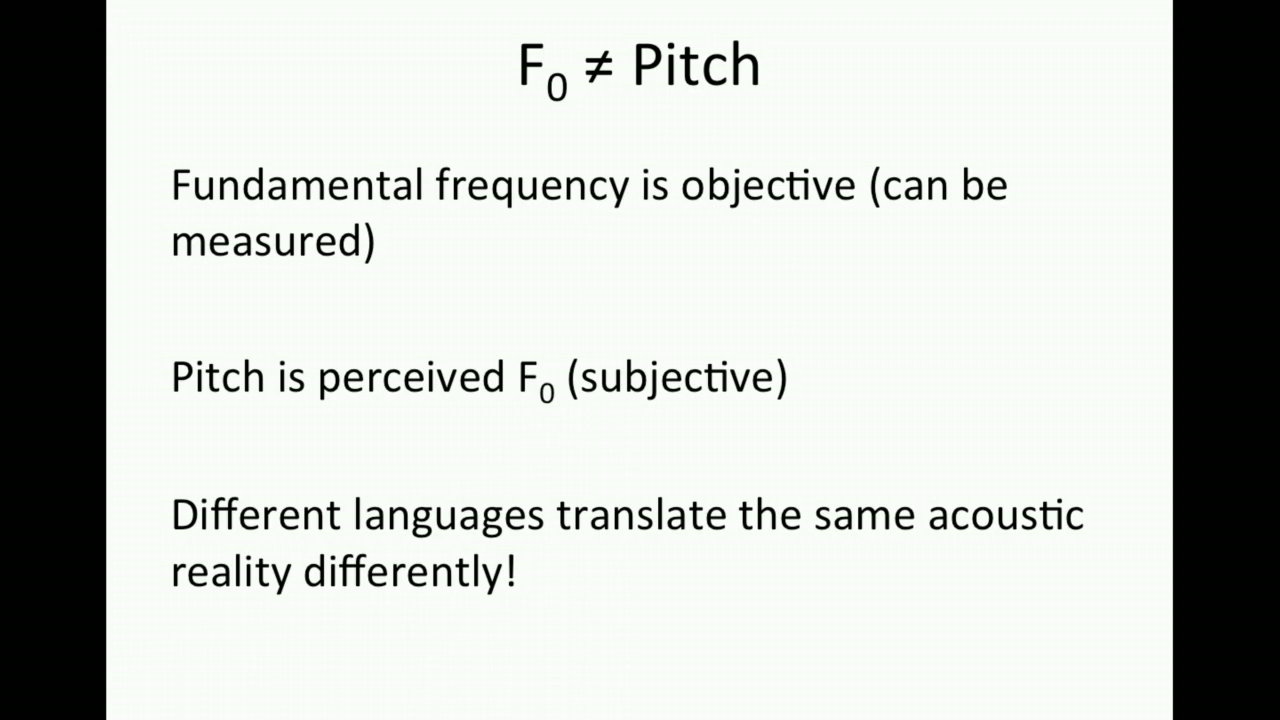 F₀ ≠ Pitch
Fundamental frequency is objective (can be
measured)
Pitch is perceived F₀ (subjective)
Different languages translate the same acoustic
reality differently!